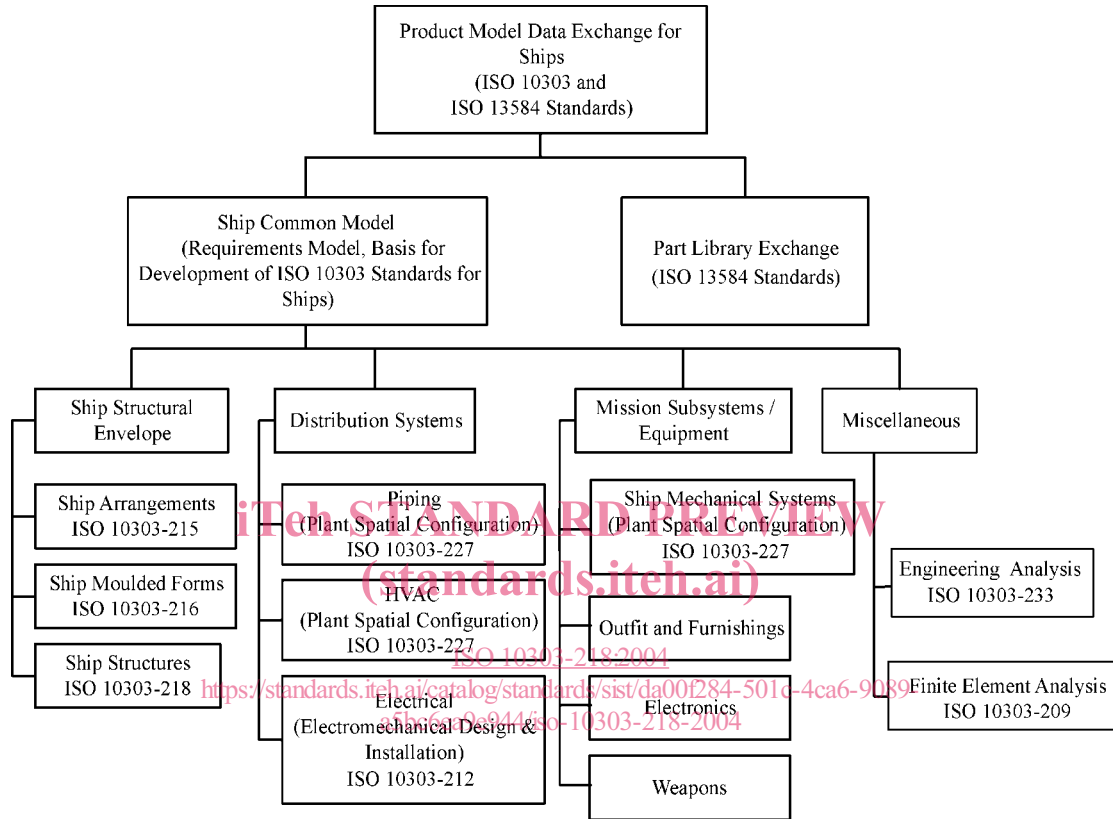 Product Model Data Exchange for
Ships
(ISO 10303 and
ISO 13584 Standards)
Ship Common Model
(Requirements Model, Basis for
Development of ISO 10303 Standards for
Ships)
Part Library Exchange
(ISO 13584 Standards)
Ship Structural
Envelope
Distribution Systems
Mission Subsystems /
Equipment
Miscellaneous
Ship Arrangements
ISO 10303-215
Ship Moulded Forms
ISO 10303-216
Ship Structures
ISO 10303-218
Piping
(Plant Spatial Configuration)
ISO 10303-227
HVAC
(Plant Spatial Configuration)
ISO 10303-227
Electrical
(Electromechanical Design &
Installation)
ISO 10303-212
Ship Mechanical Systems
(Plant Spatial Configuration)
ISO 10303-227
Outfit and Furnishings
Electronics
Weapons
Engineering Analysis
ISO 10303-233
Finite Element Analysis
ISO 10303-209
iTeh STANDARD PREVIEW
(standards.iteh.ai)
ISO 10303-218:2004
https://standards.iteh.ai/catalog/standards/sist/da00f284-501c-4ca6-9089-
a5bc6ea9e944/iso-10303-218-2004